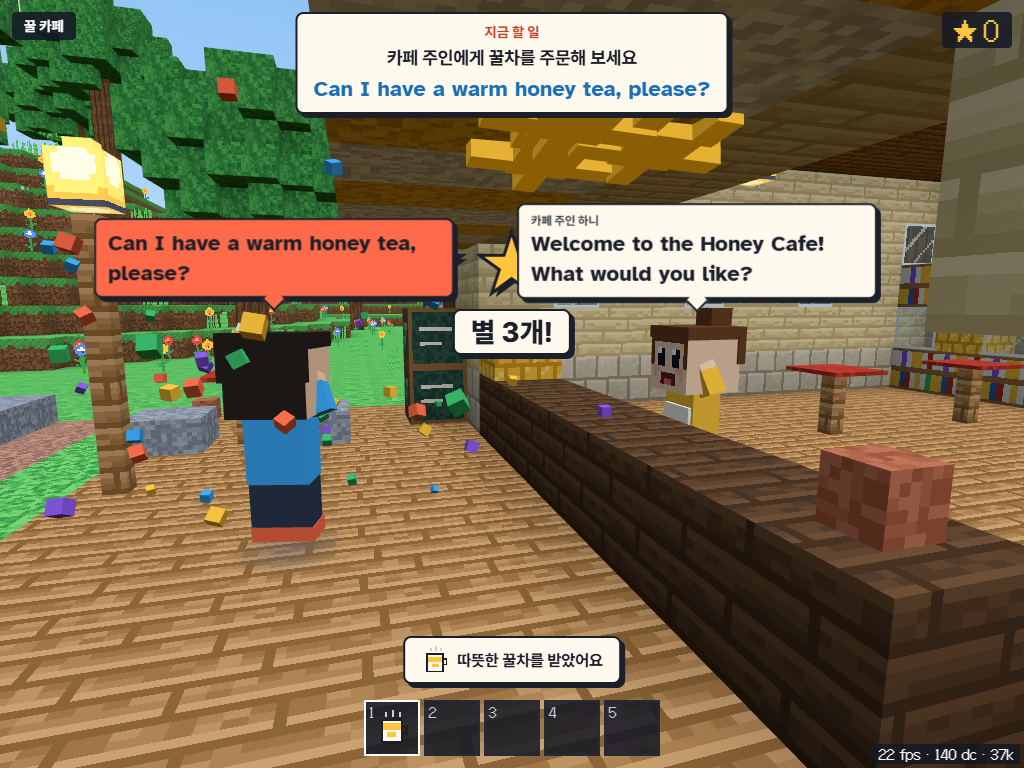 꿀 카페
지금 할 일
카페 주인에게 꿀차를 주문해 보세요
Can I have a warm honey tea, please?
0
Can I have a warm honey tea,
please?
카페 주인 하니
Welcome to the Honey Cafe!
What would you like?
별 3개!
따뜻한 꿀차를 받았어요
1 2 3 4 5
22 fps · 140 dc · 37k